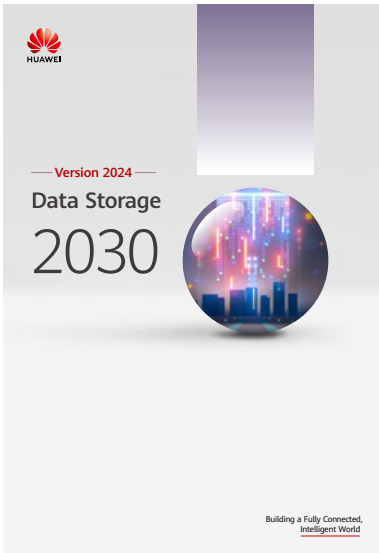 HUAWEI
Version 2024
Data Storage
2030
Building a Fully Connected,
Intelligent World